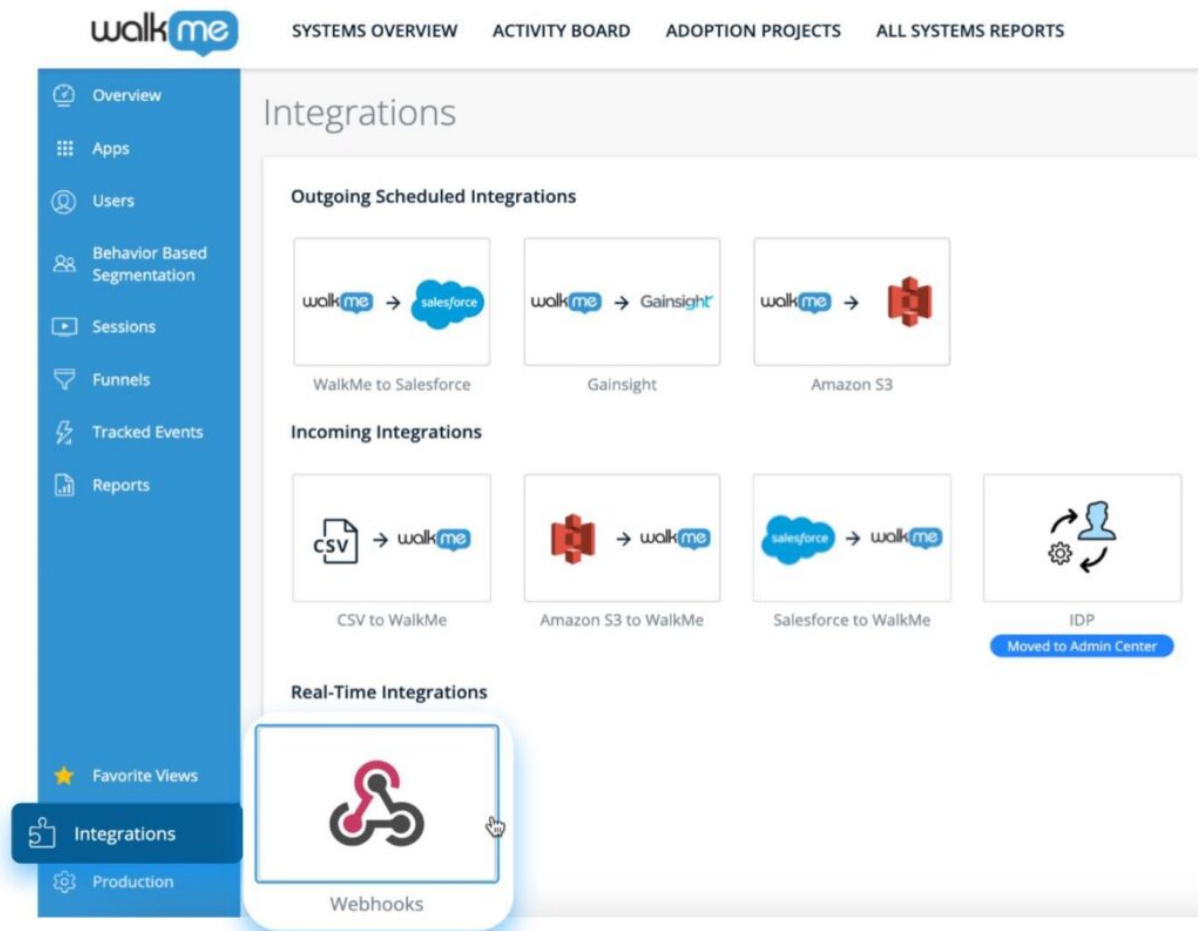 walkme
SYSTEMS OVERVIEW
ACTIVITY BOARD
ADOPTION PROJECTS
ALL SYSTEMS REPORTS
Overview
Apps
Users
Behavior Based
Segmentation
Sessions
Funnels
Tracked Events
Reports
Favorite Views
Integrations
Production
Integrations
Outgoing Scheduled Integrations
walkme → salesforce
WalkMe to Salesforce
walkme → Gainsight
Gainsight
walkme →
Amazon S3
Incoming Integrations
CSV → walkme
CSV to WalkMe
→ walkme
Amazon S3 to WalkMe
salesforce → walkme
Salesforce to WalkMe
IDP
Moved to Admin Center
Real-Time Integrations
Webhooks